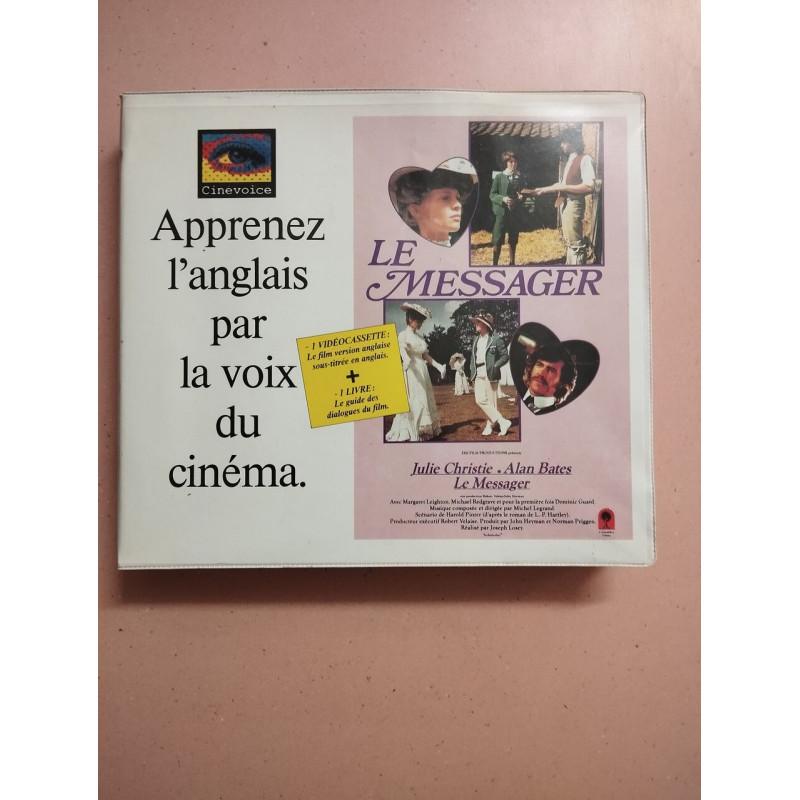 Cinevoice
Apprenez
l'anglais
par
la voix
du
cinéma.
- 1 VIDÉOCASSETTE :
Le film version anglaise
sous-titrée en anglais.
+
- 1 LIVRE :
Le guide des
dialogues du film.
LE
MESSAGER
Julie Christie . Alan Bates
Le Messager
Avec Margaret Leighton, Michael Redgrave et pour la première fois Dominic Guard.
Musique composée et dirigée par Michel Legrand.
Scénario de Harold Pinter (d'après le roman de L.-P. Hartley).
Producteur exécutif Robert Velaise. Produit par John Heyman et Norman Priggen.
Réalisé par Joseph Losey.